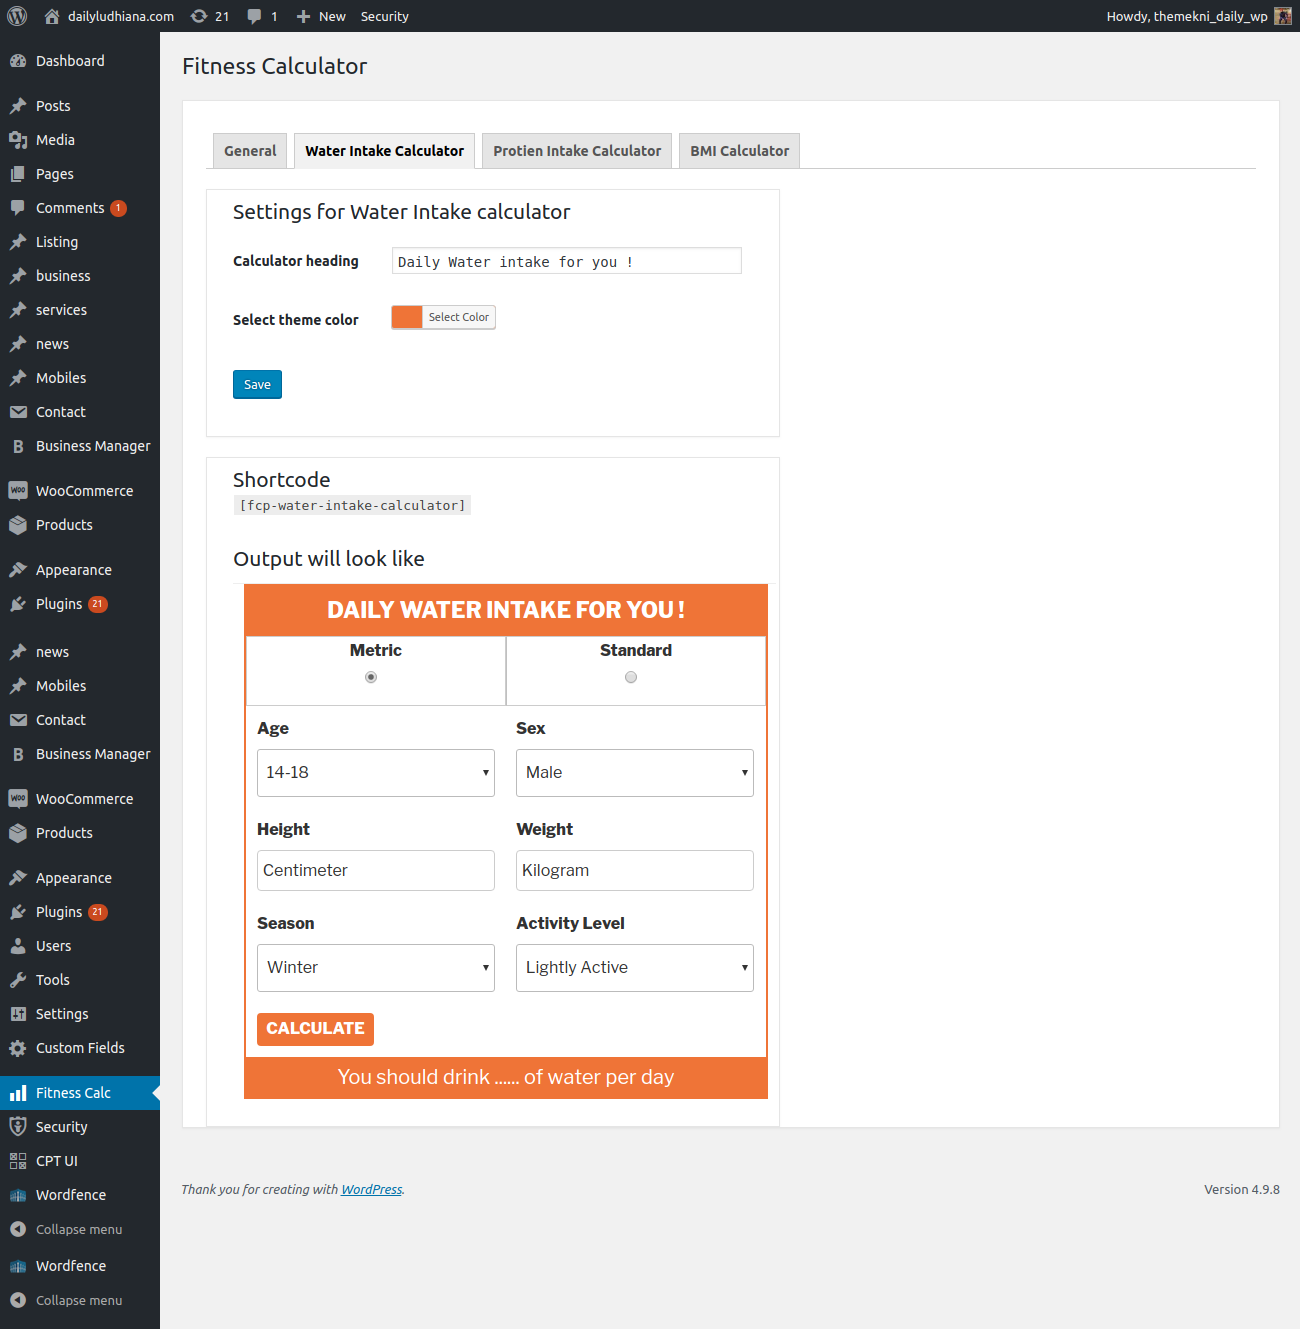 dailyludhiana.com 21 1 New Security Howdy, themekni_daily_wp
Dashboard
Posts
Media
Pages
Comments 1
Listing
business
services
news
Mobiles
Contact
B Business Manager
WOO WooCommerce
Products
Appearance
Plugins 21
news
Mobiles
Contact
B Business Manager
WOO WooCommerce
Products
Appearance
Plugins 21
Users
Tools
Settings
Custom Fields
Fitness Calc
Security
CPT UI
Wordfence
Collapse menu
Wordfence
Collapse menu
Fitness Calculator
General Water Intake Calculator Protien Intake Calculator BMI Calculator
Settings for Water Intake calculator
Calculator heading Daily Water intake for you !
Select theme color Select Color
Save
Shortcode
[fcp-water-intake-calculator]
Output will look like
DAILY WATER INTAKE FOR YOU !
Metric Standard
Age Sex
14-18 Male
Height Weight
Centimeter Kilogram
Season Activity Level
Winter Lightly Active
CALCULATE
You should drink ...... of water per day
Thank you for creating with WordPress. Version 4.9.8